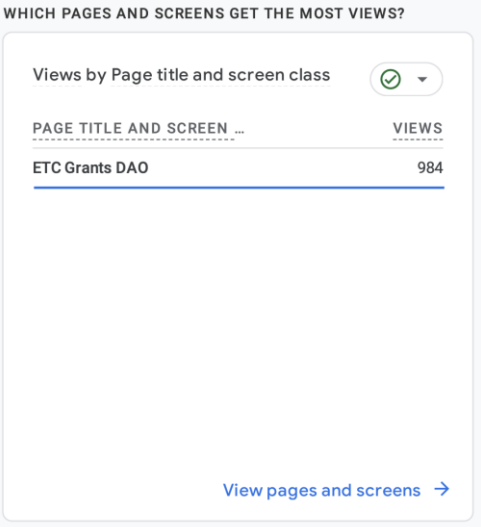 WHICH PAGES AND SCREENS GET THE MOST VIEWS?
Views by Page title and screen class
PAGE TITLE AND SCREEN … VIEWS
ETC Grants DAO 984
View pages and screens →